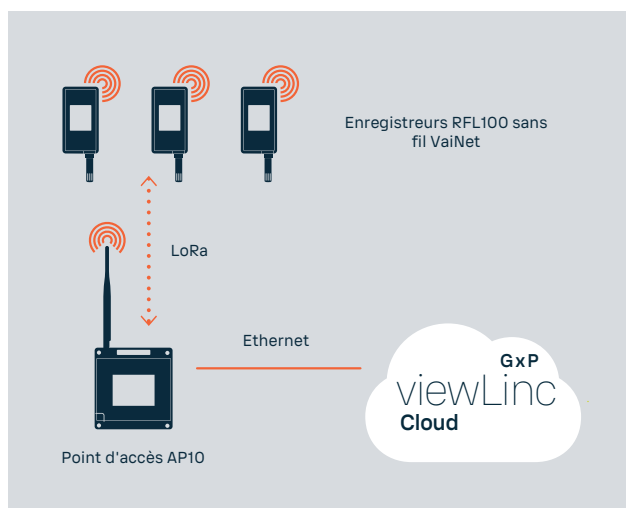 Enregistreurs RFL100 sans
fil VaiNet
LoRa
Ethernet
GxP
viewLinc
Cloud
Point d'accès AP10